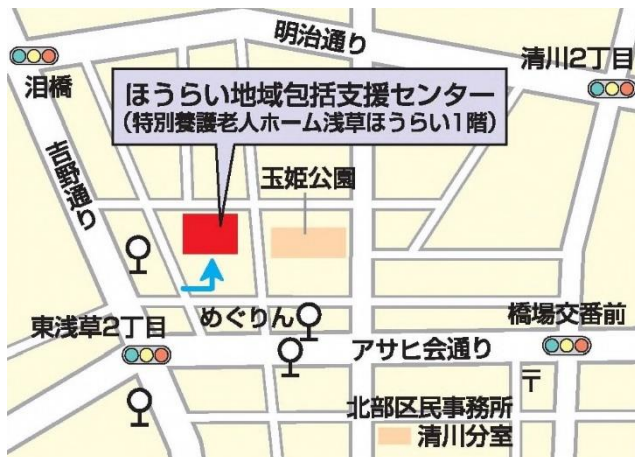 明治通り
清川2丁目
泪橋
ほうらい地域包括支援センター
(特別養護老人ホーム浅草ほうらい1階)
吉野通り
玉姫公園
めぐりん
東浅草2丁目
橋場交番前
アサヒ会通り
〒
北部区民事務所
清川分室